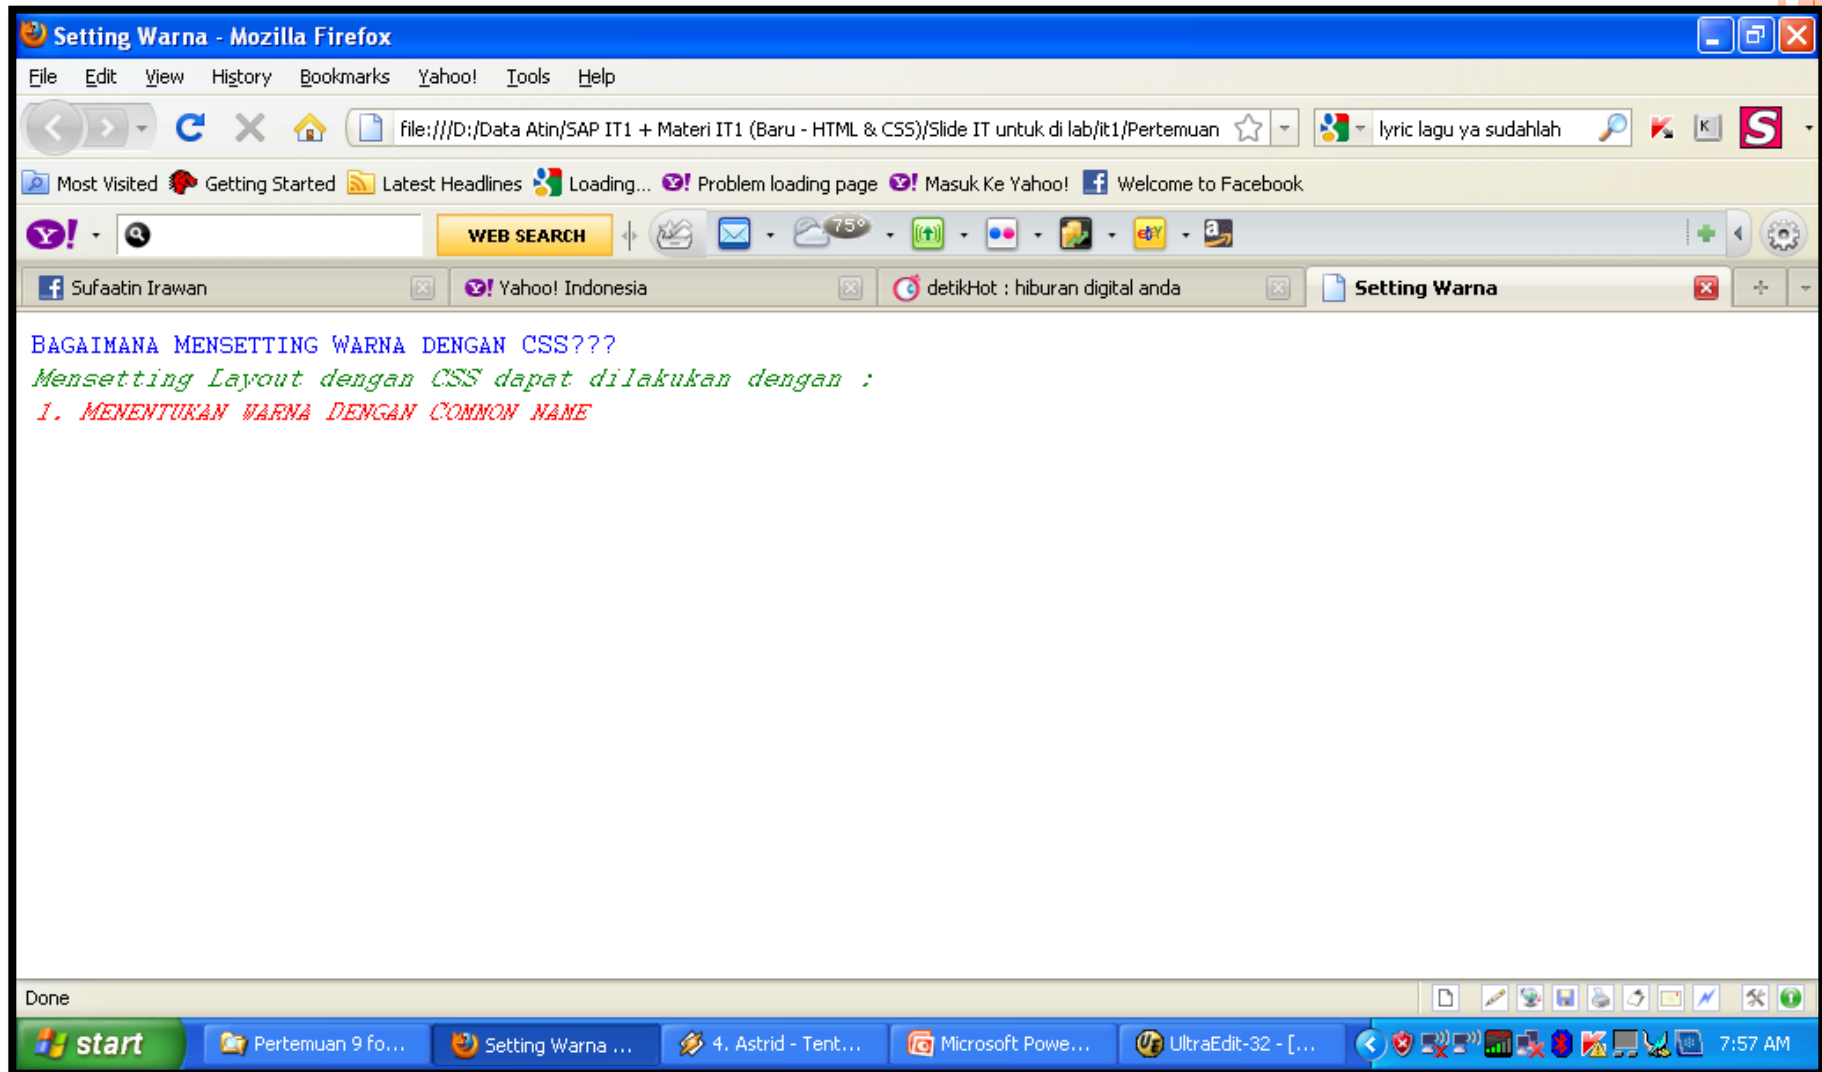 Setting Warna - Mozilla Firefox
File Edit View History Bookmarks Yahoo! Tools Help
file:///D:/Data Atin/SAP IT1 + Materi IT1 (Baru - HTML & CSS)/Slide IT untuk di lab/it1/Pertemuan lyric lagu ya sudahlah K S
Most Visited Getting Started Latest Headlines Loading... Problem loading page Masuk Ke Yahoo! Welcome to Facebook
Y! WEB SEARCH 75° ebY a
Sufaatin Irawan Yahoo! Indonesia detikHot : hiburan digital anda Setting Warna
BAGAIMANA MENSETTING WARNA DENGAN CSS???
Mensetting Layout dengan CSS dapat dilakukan dengan :
1. MENENTUKAN WARNA DENGAN COMMON NAME
Done
start Pertemuan 9 fo... Setting Warna ... 4. Astrid - Tent... Microsoft Powe... UltraEdit-32 - [... 7:57 AM